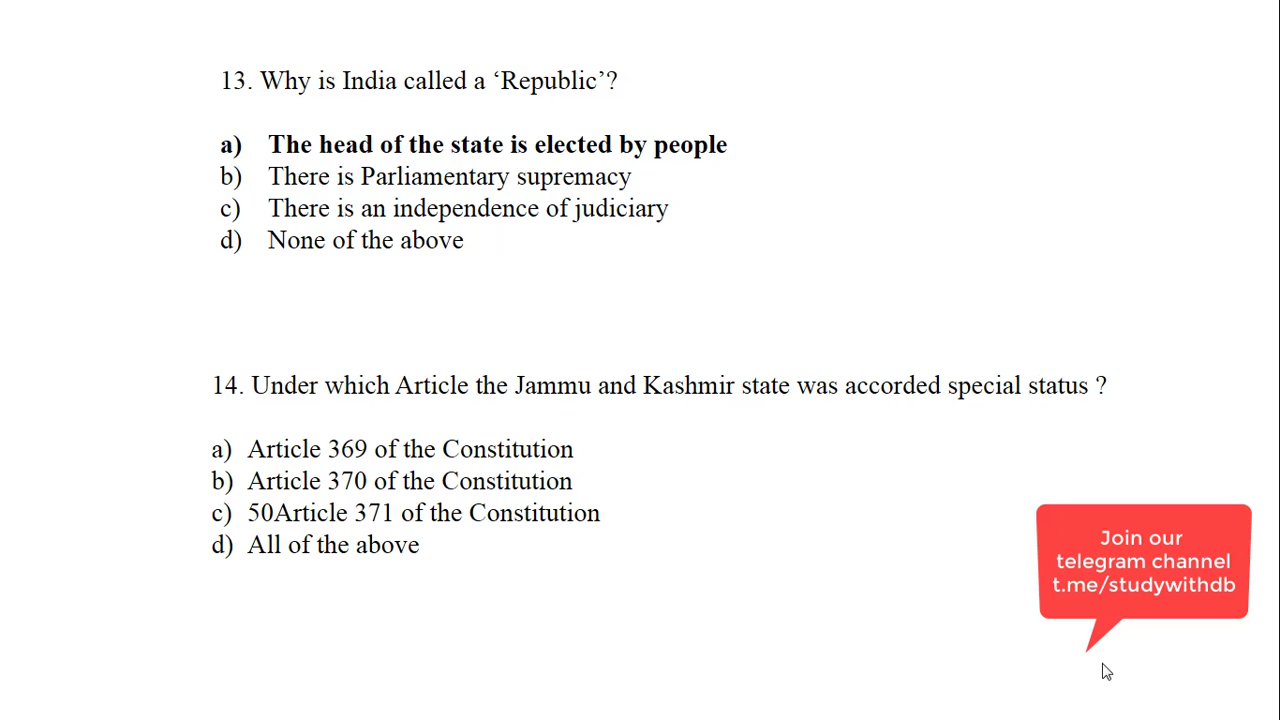 13. Why is India called a ‘Republic’?
a) The head of the state is elected by people
b) There is Parliamentary supremacy
c) There is an independence of judiciary
d) None of the above
14. Under which Article the Jammu and Kashmir state was accorded special status ?
a) Article 369 of the Constitution
b) Article 370 of the Constitution
c) 50Article 371 of the Constitution
d) All of the above
Join our
telegram channel
t.me/studywithdb